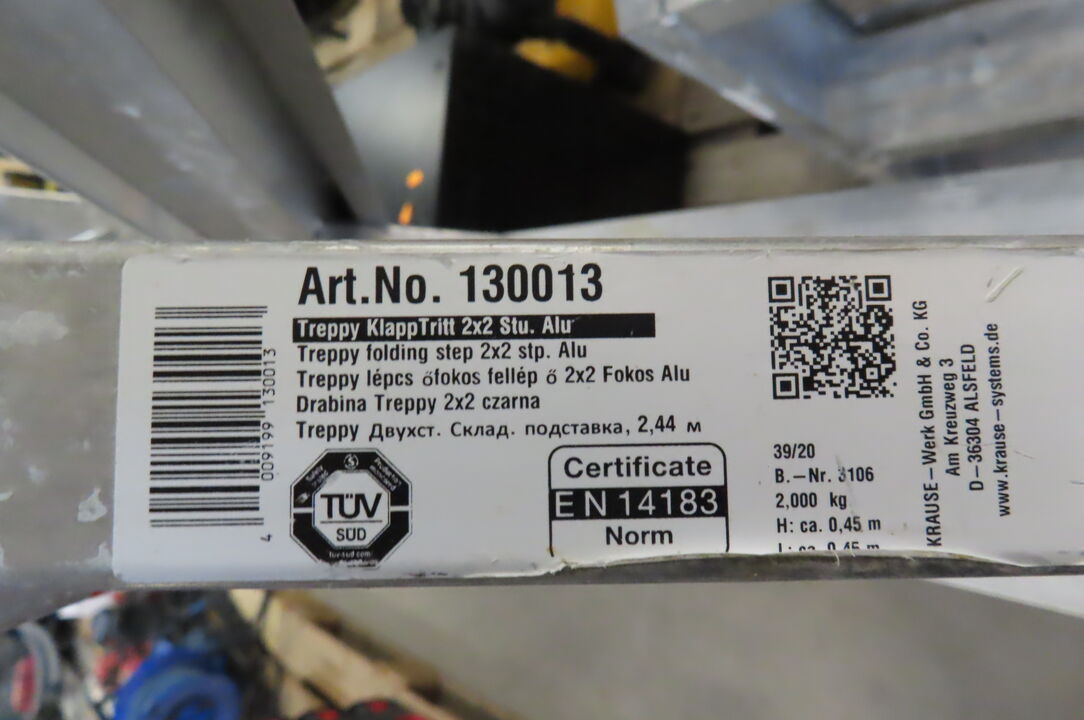 Art.No. 130013
Treppy KlappTritt 2x2 Stu. Alu
Treppy folding step 2x2 stp. Alu
Treppy lépcs őfokos fellép ő 2x2 Fokos Alu
Drabina Treppy 2x2 czarna
Treppy Двухст. Склад. подставка, 2,44 м
4 009199 130013
TÜV
SÜD
tuv-sud.com
Certificate
EN 14183
Norm
39/20
B.–Nr. 3106
2,000 kg
H: ca. 0,45 m
L: ca. 0,45 m
KRAUSE–Werk GmbH & Co. KG
Am Kreuzweg 3
D–36304 ALSFELD
www.krause–systems.de